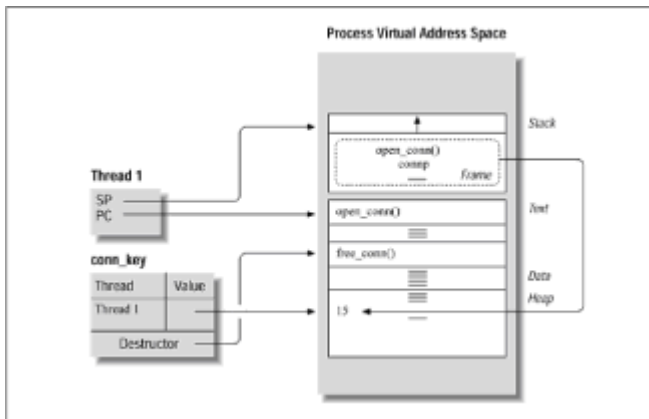 Process Virtual Address Space
Stack
open_conn()
connp
Frame
Thread 1
SP
PC
open_conn()
Text
conn_key
free_conn()
Thread Value
Data
Heap
Thread 1
15
Destructor